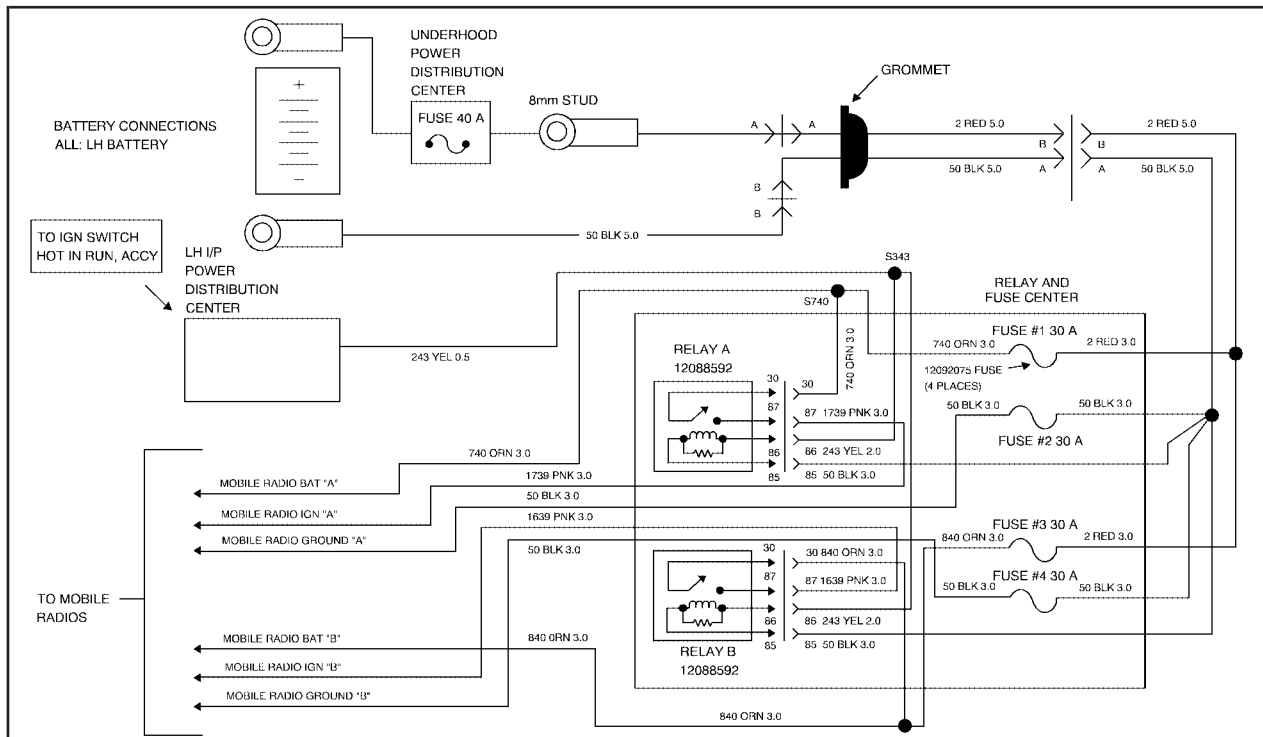 UNDERHOOD
POWER
DISTRIBUTION
CENTER
FUSE 40 A
8mm STUD
GROMMET
BATTERY CONNECTIONS
ALL: LH BATTERY
+
−
A
A
B
B
2 RED 5.0
50 BLK 5.0
B
B
A
A
2 RED 5.0
50 BLK 5.0
50 BLK 5.0
TO IGN SWITCH
HOT IN RUN, ACCY
LH I/P
POWER
DISTRIBUTION
CENTER
243 YEL 0.5
S343
S740
RELAY AND
FUSE CENTER
FUSE #1 30 A
740 ORN 3.0
2 RED 3.0
12092075 FUSE
(4 PLACES)
50 BLK 3.0
50 BLK 3.0
FUSE #2 30 A
RELAY A
12088592
740 ORN 3.0
30
30
87
87 1739 PNK 3.0
86
86 243 YEL 2.0
85
85 50 BLK 3.0
740 ORN 3.0
MOBILE RADIO BAT "A"
1739 PNK 3.0
MOBILE RADIO IGN "A"
50 BLK 3.0
1639 PNK 3.0
MOBILE RADIO GROUND "A"
50 BLK 3.0
FUSE #3 30 A
840 ORN 3.0
2 RED 3.0
FUSE #4 30 A
50 BLK 3.0
50 BLK 3.0
30
30 840 ORN 3.0
87
87 1639 PNK 3.0
86
86 243 YEL 2.0
85
85 50 BLK 3.0
RELAY B
12088592
TO MOBILE
RADIOS
MOBILE RADIO BAT "B"
840 ORN 3.0
MOBILE RADIO IGN "B"
MOBILE RADIO GROUND "B"
840 ORN 3.0